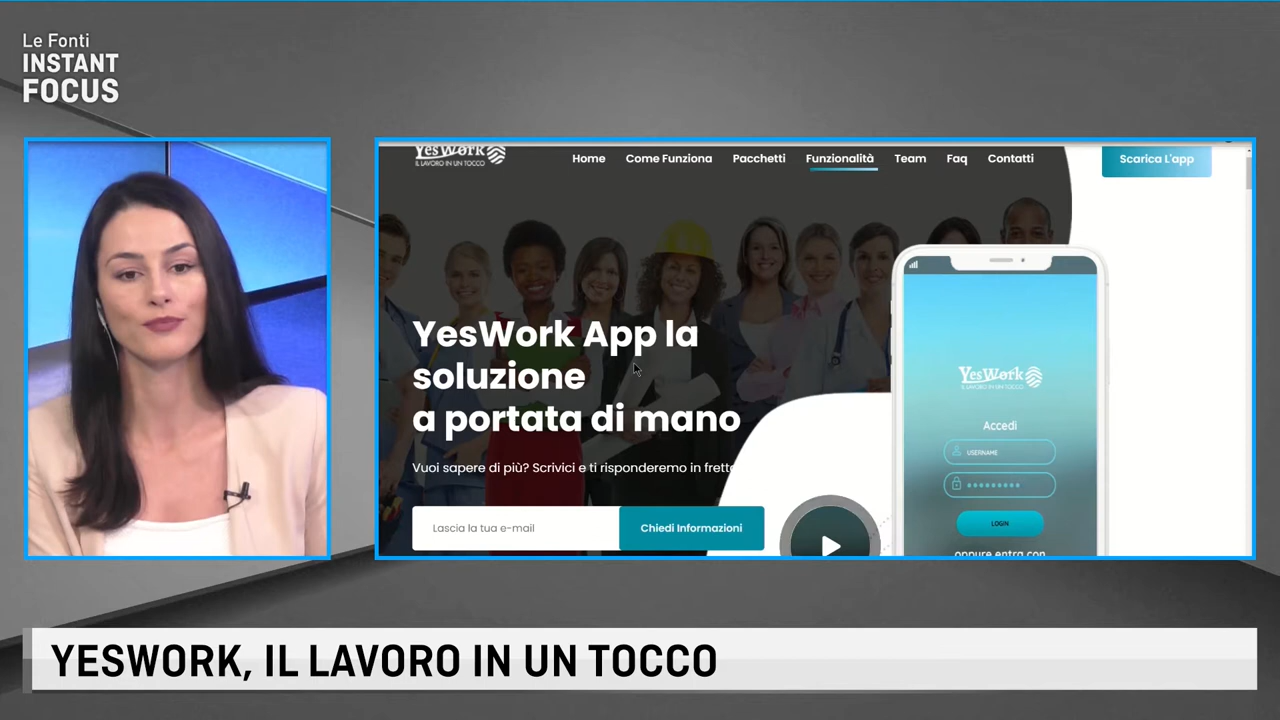 Le Fonti
INSTANT
FOCUS
YesWork
IL LAVORO IN UN TOCCO
Home
Come Funziona
Pacchetti
Funzionalità
Team
Faq
Contatti
Scarica L'app
YesWork App la
soluzione
a portata di mano
Vuoi sapere di più? Scrivici e ti risponderemo in
Lascia la tua e-mail
Chiedi Informazioni
YesWork
IL LAVORO IN UN TOCCO
Accedi
USERNAME
LOGIN
oppure entra con
YESWORK, IL LAVORO IN UN TOCCO